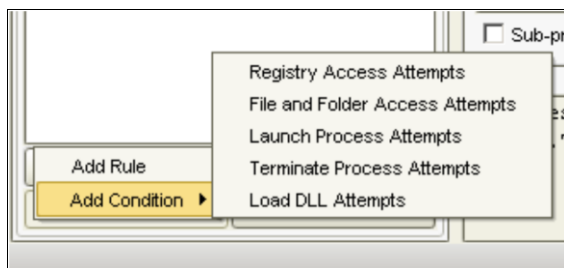 Sub-pr
Registry Access Attempts
File and Folder Access Attempts
Launch Process Attempts
Terminate Process Attempts
Load DLL Attempts
Add Rule
Add Condition